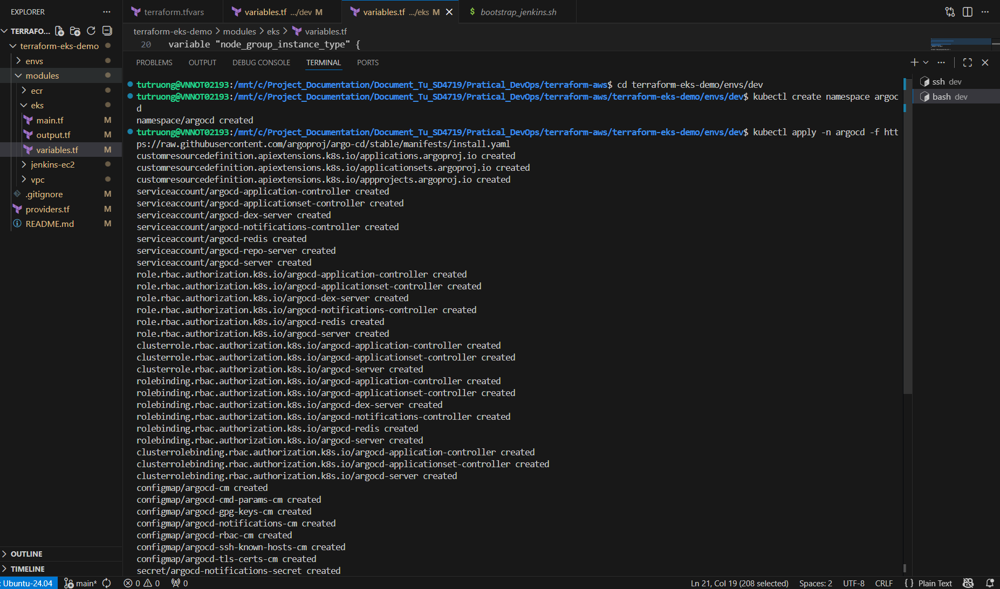 EXPLORER
TERRAFO...
terraform-eks-demo
envs
modules
ecr
eks
main.tf M
output.tf M
variables.tf M
jenkins-ec2
vpc
.gitignore M
providers.tf M
README.md M
OUTLINE
TIMELINE
terraform.tfvars
variables.tf .../dev M
variables.tf .../eks M
$ bootstrap_jenkins.sh
terraform-eks-demo > modules > eks > variables.tf
20 variable "node_group_instance_type" {
PROBLEMS OUTPUT DEBUG CONSOLE TERMINAL PORTS
ssh dev
bash dev
tutruong@VNNOT02193:/mnt/c/Project_Documentation/Document_Tu_SD4719/Pratical_DevOps/terraform-aws$ cd terraform-eks-demo/envs/dev
tutruong@VNNOT02193:/mnt/c/Project_Documentation/Document_Tu_SD4719/Pratical_DevOps/terraform-aws/terraform-eks-demo/envs/dev$ kubectl create namespace argoc
d
namespace/argocd created
tutruong@VNNOT02193:/mnt/c/Project_Documentation/Document_Tu_SD4719/Pratical_DevOps/terraform-aws/terraform-eks-demo/envs/dev$ kubectl apply -n argocd -f htt
ps://raw.githubusercontent.com/argoproj/argo-cd/stable/manifests/install.yaml
customresourcedefinition.apiextensions.k8s.io/applications.argoproj.io created
customresourcedefinition.apiextensions.k8s.io/applicationsets.argoproj.io created
customresourcedefinition.apiextensions.k8s.io/appprojects.argoproj.io created
serviceaccount/argocd-application-controller created
serviceaccount/argocd-applicationset-controller created
serviceaccount/argocd-dex-server created
serviceaccount/argocd-notifications-controller created
serviceaccount/argocd-redis created
serviceaccount/argocd-repo-server created
serviceaccount/argocd-server created
role.rbac.authorization.k8s.io/argocd-application-controller created
role.rbac.authorization.k8s.io/argocd-applicationset-controller created
role.rbac.authorization.k8s.io/argocd-dex-server created
role.rbac.authorization.k8s.io/argocd-notifications-controller created
role.rbac.authorization.k8s.io/argocd-redis created
role.rbac.authorization.k8s.io/argocd-server created
clusterrole.rbac.authorization.k8s.io/argocd-application-controller created
clusterrole.rbac.authorization.k8s.io/argocd-applicationset-controller created
clusterrole.rbac.authorization.k8s.io/argocd-server created
rolebinding.rbac.authorization.k8s.io/argocd-application-controller created
rolebinding.rbac.authorization.k8s.io/argocd-applicationset-controller created
rolebinding.rbac.authorization.k8s.io/argocd-dex-server created
rolebinding.rbac.authorization.k8s.io/argocd-notifications-controller created
rolebinding.rbac.authorization.k8s.io/argocd-redis created
rolebinding.rbac.authorization.k8s.io/argocd-server created
clusterrolebinding.rbac.authorization.k8s.io/argocd-application-controller created
clusterrolebinding.rbac.authorization.k8s.io/argocd-applicationset-controller created
clusterrolebinding.rbac.authorization.k8s.io/argocd-server created
configmap/argocd-cm created
configmap/argocd-cmd-params-cm created
configmap/argocd-gpg-keys-cm created
configmap/argocd-notifications-cm created
configmap/argocd-rbac-cm created
configmap/argocd-ssh-known-hosts-cm created
configmap/argocd-tls-certs-cm created
secret/argocd-notifications-secret created
: Ubuntu-24.04 main* 0 0 0 Ln 21, Col 19 (208 selected) Spaces: 2 UTF-8 CRLF { } Plain Text